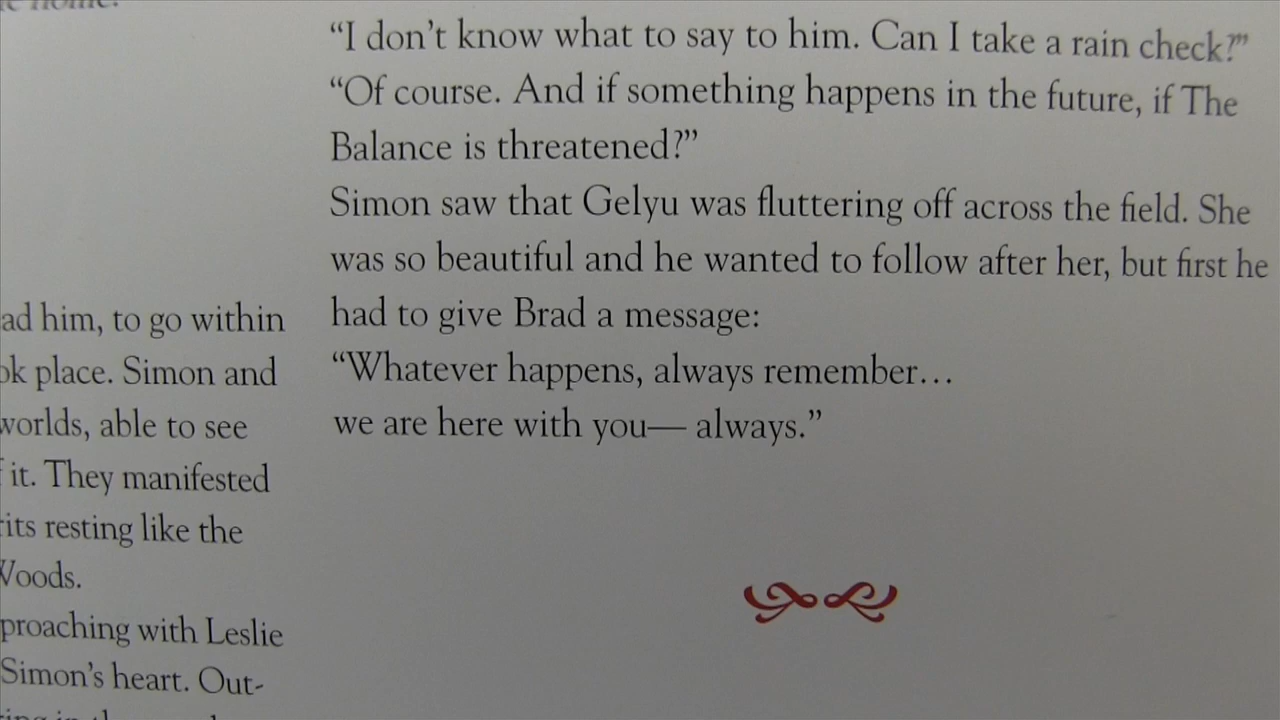 home.
ad him, to go within
place. Simon and
worlds, able to see
it. They manifested
resting like the
Woods.
proaching with Leslie
Simon's heart. Out-
“I don't know what to say to him. Can I take a rain check?”
“Of course. And if something happens in the future, if The
Balance is threatened?”
Simon saw that Gelyu was fluttering off across the field. She
was so beautiful and he wanted to follow after her, but first he
had to give Brad a message:
“Whatever happens, always remember…
we are here with you— always.”